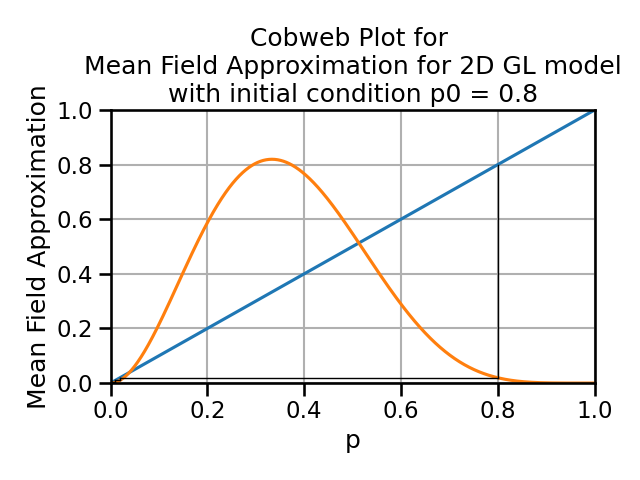 Cobweb Plot for
Mean Field Approximation for 2D GL model
with initial condition p0 = 0.8
Mean Field Approximation
1.0
0.8
0.6
0.4
0.2
0.0
0.0 0.2 0.4 0.6 0.8 1.0
p